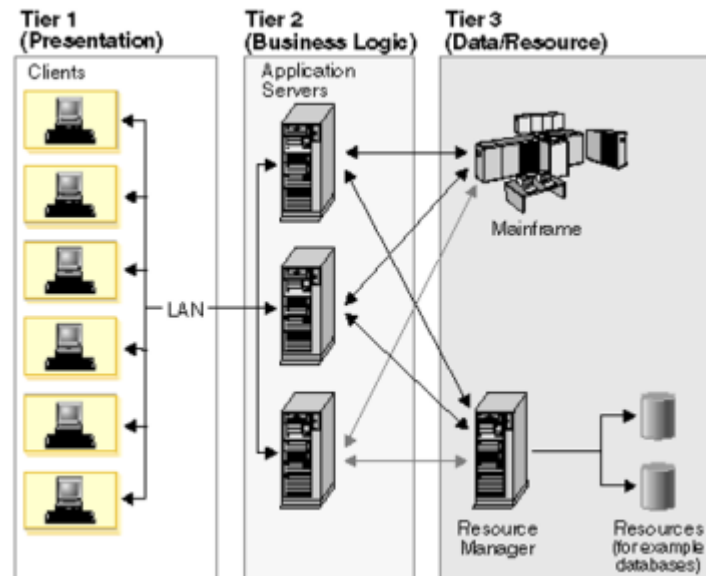 Tier 1
(Presentation)
Tier 2
(Business Logic)
Tier 3
(Data/Resource)
Clients
Application
Servers
Mainframe
LAN
Resource
Manager
Resources
(for example
databases)